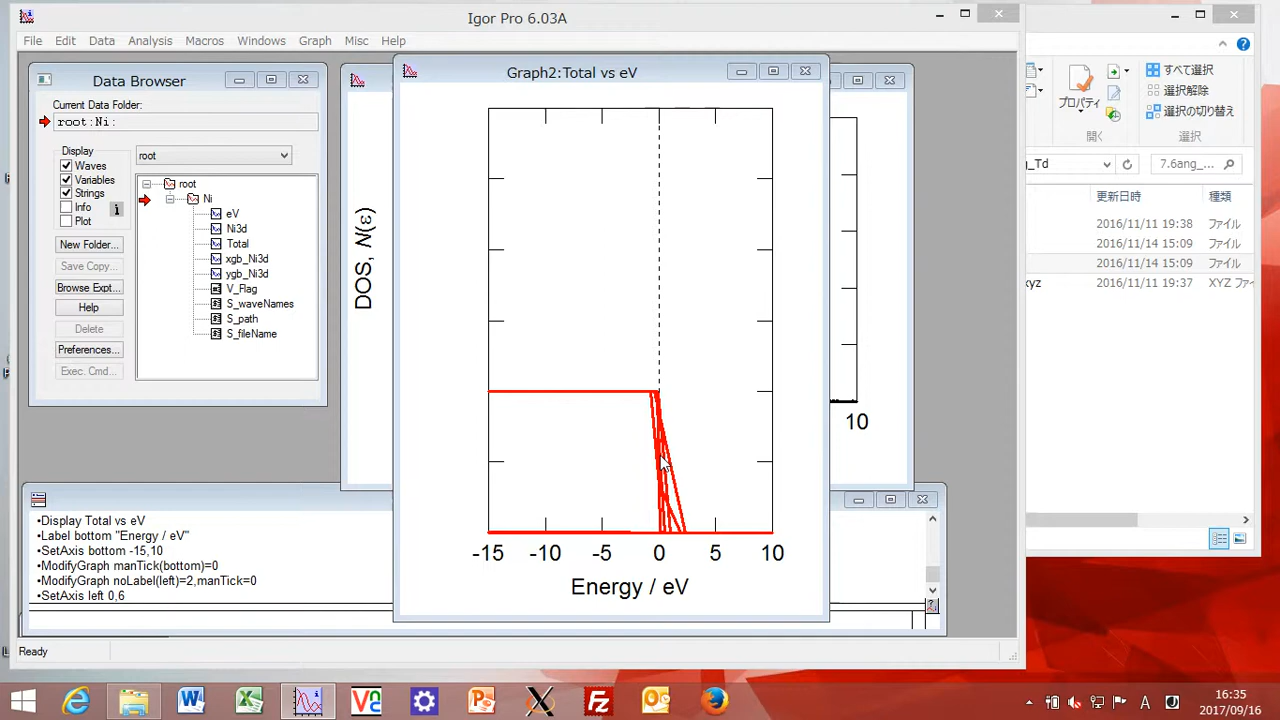 Igor Pro 6.03A
File Edit Data Analysis Macros Windows Graph Misc Help
Data Browser
Current Data Folder:
root:Ni:
Display
Waves
Variables
Strings
Info
Plot
New Folder...
Save Copy...
Browse Expt...
Help
Delete
Preferences...
Exec. Cmd...
root
root
Ni
eV
Ni3d
Total
xgb_Ni3d
ygb_Ni3d
V_Flag
S_waveNames
S_path
S_fileName
DOS, N(ε)
10
Graph2:Total vs eV
-15 -10 -5 0 5 10
Energy / eV
•Display Total vs eV
•Label bottom "Energy / eV"
•SetAxis bottom -15,10
•ModifyGraph manTick(bottom)=0
•ModifyGraph noLabel(left)=2,manTick=0
•SetAxis left 0,6
Ready
プロパティ
開く
すべて選択
選択解除
選択の切り替え
選択
_Td
7.6ang_...
更新日時 種類
2016/11/11 19:38 ファイル
2016/11/14 15:09 ファイル
2016/11/14 15:09 ファイル
xyz 2016/11/11 19:37 XYZ ファイ
A
16:35
2017/09/16